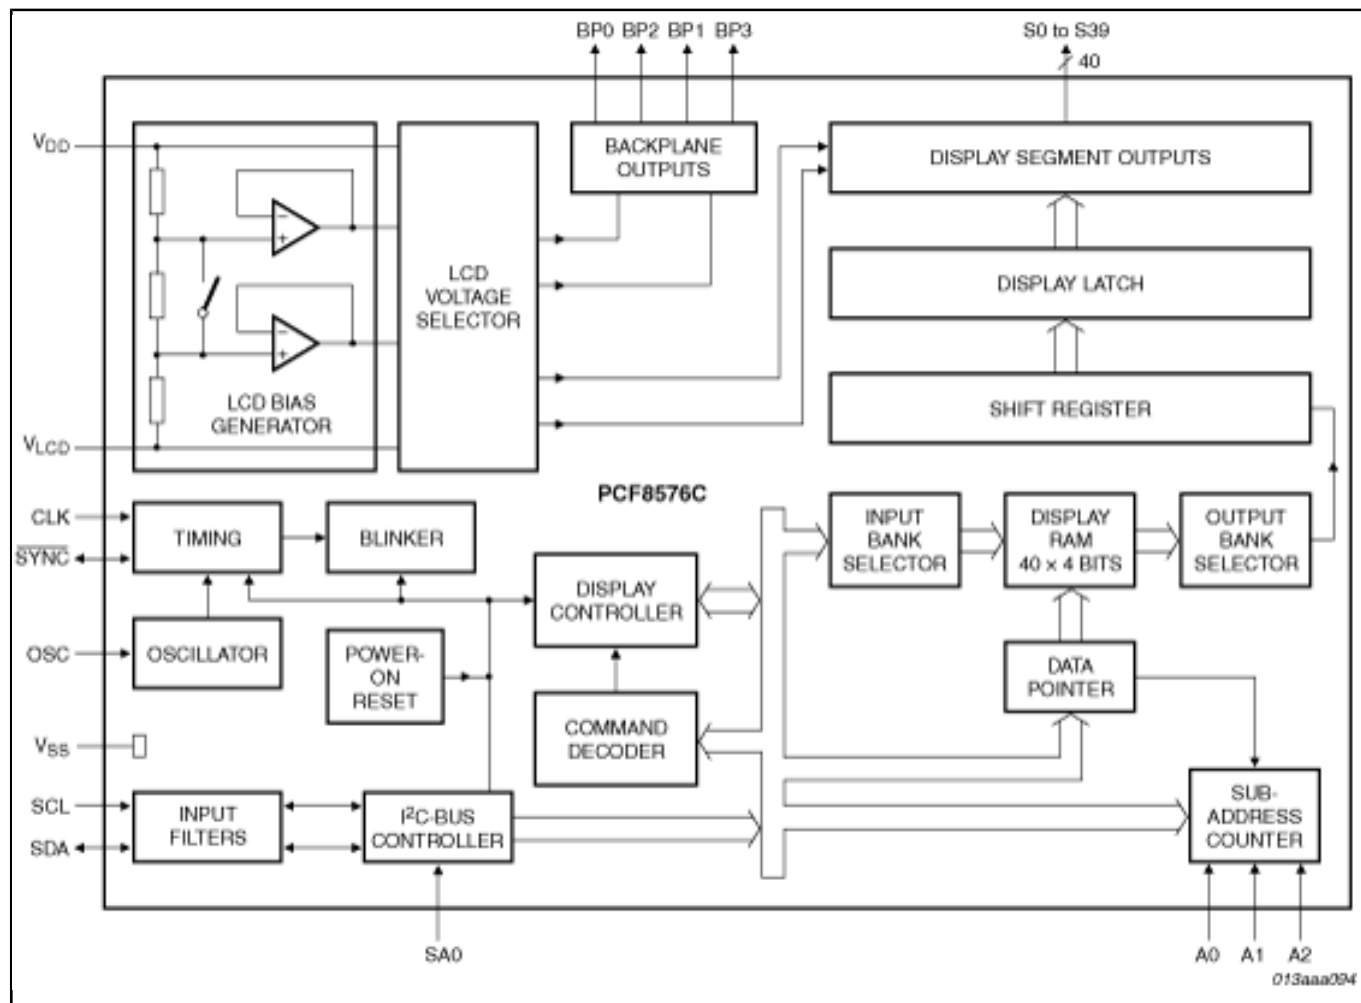 BP0 BP2 BP1 BP3
S0 to S39
40
VDD
BACKPLANE
OUTPUTS
DISPLAY SEGMENT OUTPUTS
−
+
LCD
VOLTAGE
SELECTOR
DISPLAY LATCH
−
+
LCD BIAS
GENERATOR
SHIFT REGISTER
VLCD
PCF8576C
CLK
SYNC
TIMING
BLINKER
INPUT
BANK
SELECTOR
DISPLAY
RAM
40 × 4 BITS
OUTPUT
BANK
SELECTOR
DISPLAY
CONTROLLER
OSC
OSCILLATOR
POWER-
ON
RESET
DATA
POINTER
COMMAND
DECODER
VSS
SCL
SDA
INPUT
FILTERS
I²C-BUS
CONTROLLER
SUB-
ADDRESS
COUNTER
SA0
A0 A1 A2
013aaa094